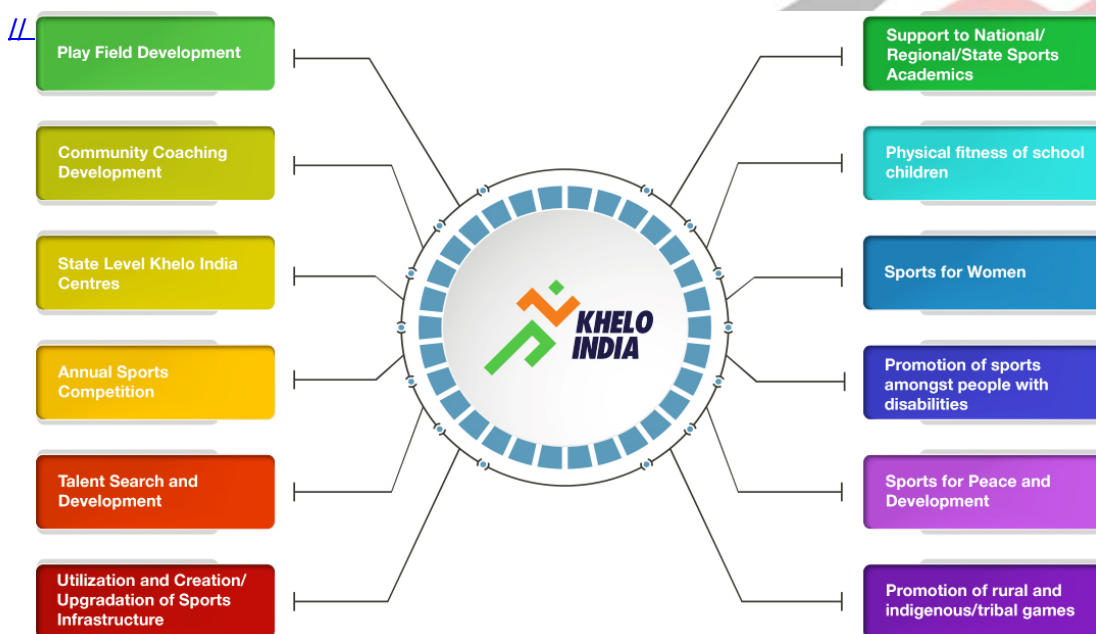 //
Play Field Development
Community Coaching
Development
State Level Khelo India
Centres
Annual Sports
Competition
Talent Search and
Development
Utilization and Creation/
Upgradation of Sports
Infrastructure
KHELO
INDIA
Support to National/
Regional/State Sports
Academics
Physical fitness of school
children
Sports for Women
Promotion of sports
amongst people with
disabilities
Sports for Peace and
Development
Promotion of rural and
indigenous/tribal games